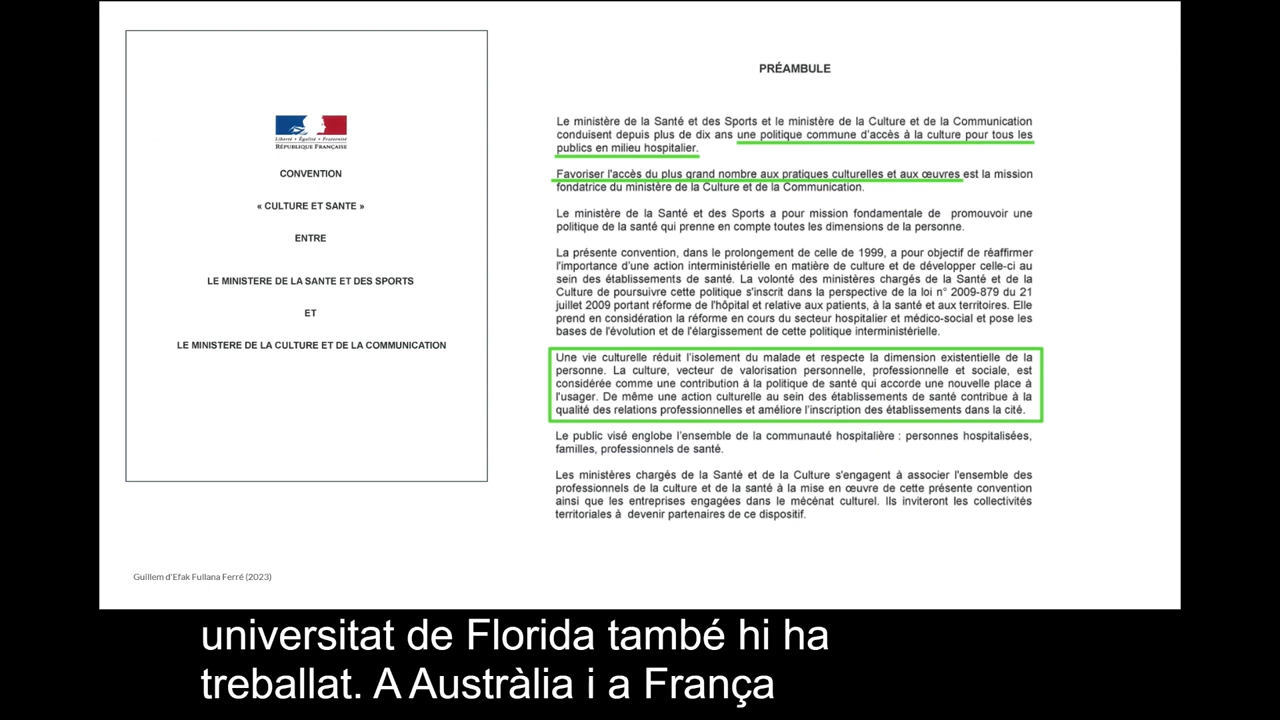 Liberté • Égalité • Fraternité
RÉPUBLIQUE FRANÇAISE
CONVENTION
« CULTURE ET SANTE »
ENTRE
LE MINISTERE DE LA SANTE ET DES SPORTS
ET
LE MINISTERE DE LA CULTURE ET DE LA COMMUNICATION
PRÉAMBULE
Le ministère de la Santé et des Sports et le ministère de la Culture et de la Communication
conduisent depuis plus de dix ans une politique commune d'accès à la culture pour tous les
publics en milieu hospitalier.
Favoriser l'accès du plus grand nombre aux pratiques culturelles et aux œuvres est la mission
fondatrice du ministère de la Culture et de la Communication.
Le ministère de la Santé et des Sports a pour mission fondamentale de promouvoir une
politique de la santé qui prenne en compte toutes les dimensions de la personne.
La présente convention, dans le prolongement de celle de 1999, a pour objectif de réaffirmer
l'importance d'une action interministérielle en matière de culture et de développer celle-ci au
sein des établissements de santé. La volonté des ministères chargés de la Santé et de la
Culture de poursuivre cette politique s'inscrit dans la perspective de la loi n° 2009-879 du 21
juillet 2009 portant réforme de l'hôpital et relative aux patients, à la santé et aux territoires. Elle
prend en considération la réforme en cours du secteur hospitalier et médico-social et pose les
bases de l'évolution et de l'élargissement de cette politique interministérielle.
Une vie culturelle réduit l'isolement du malade et respecte la dimension existentielle de la
personne. La culture, vecteur de valorisation personnelle, professionnelle et sociale, est
considérée comme une contribution à la politique de santé qui accorde une nouvelle place à
l'usager. De même une action culturelle au sein des établissements de santé contribue à la
qualité des relations professionnelles et améliore l'inscription des établissements dans la cité.
Le public visé englobe l'ensemble de la communauté hospitalière : personnes hospitalisées,
familles, professionnels de santé.
Les ministères chargés de la Santé et de la Culture s'engagent à associer l'ensemble des
professionnels de la culture et de la santé à la mise en œuvre de cette présente convention
ainsi que les entreprises engagées dans le mécénat culturel. Ils inviteront les collectivités
territoriales à devenir partenaires de ce dispositif.
Guillem d'Efak Fullana Ferré (2023)
universitat de Florida també hi ha
treballat. A Austràlia i a França